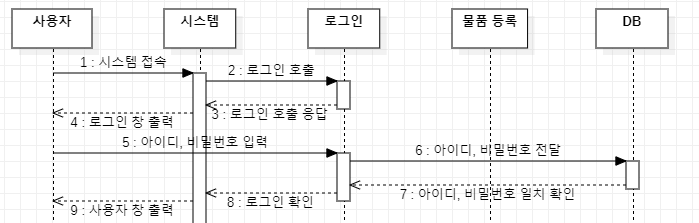 사용자
시스템
로그인
물품 등록
DB
1 : 시스템 접속
2 : 로그인 호출
3 : 로그인 호출 응답
4 : 로그인 창 출력
5 : 아이디, 비밀번호 입력
6 : 아이디, 비밀번호 전달
7 : 아이디, 비밀번호 일치 확인
8 : 로그인 확인
9 : 사용자 창 출력